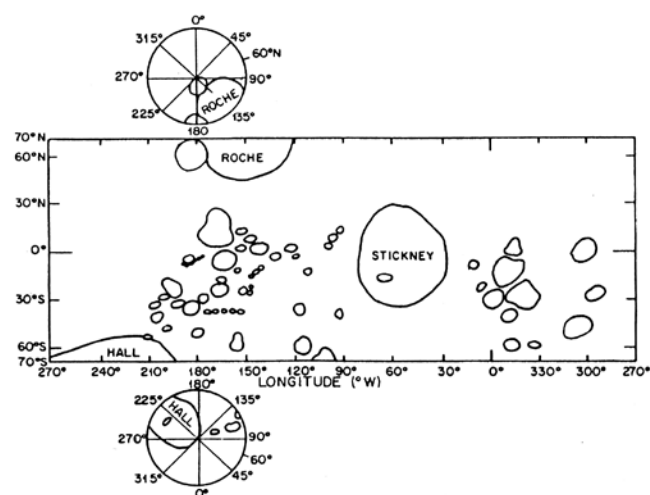 0°
315° 45°
60°N
270° 90°
ROCHE
225° 135°
180
70°N
60°N ROCHE
30°N
0° STICKNEY
30°S
60°S
70°S HALL
270° 240° 210° 180° 150° 120° 90° 60° 30° 0° 330° 300° 270°
LONGITUDE (°W)
180°
225° 135°
HALL
270° 90°
60°
315° 45°
0°